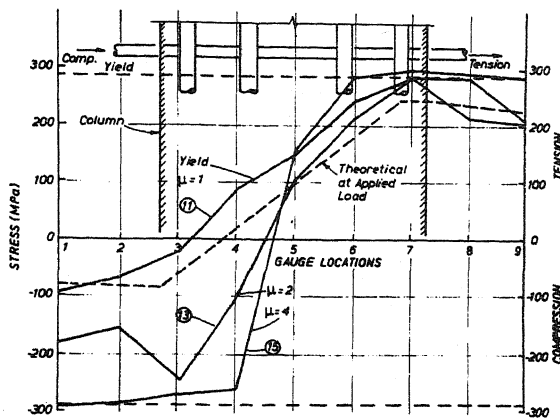 Comp.
Yield
Tension
300
300
200
Column
200
TENSION
Yield
μ=1
Theoretical
at Applied
Load
100
100
11
STRESS (MPa)
0
0
1 2 3 4 5 6 7 8 9
GAUGE LOCATIONS
-100
-100
μ=2
μ=4
13
15
-200
-200
COMPRESSION
-300
-300